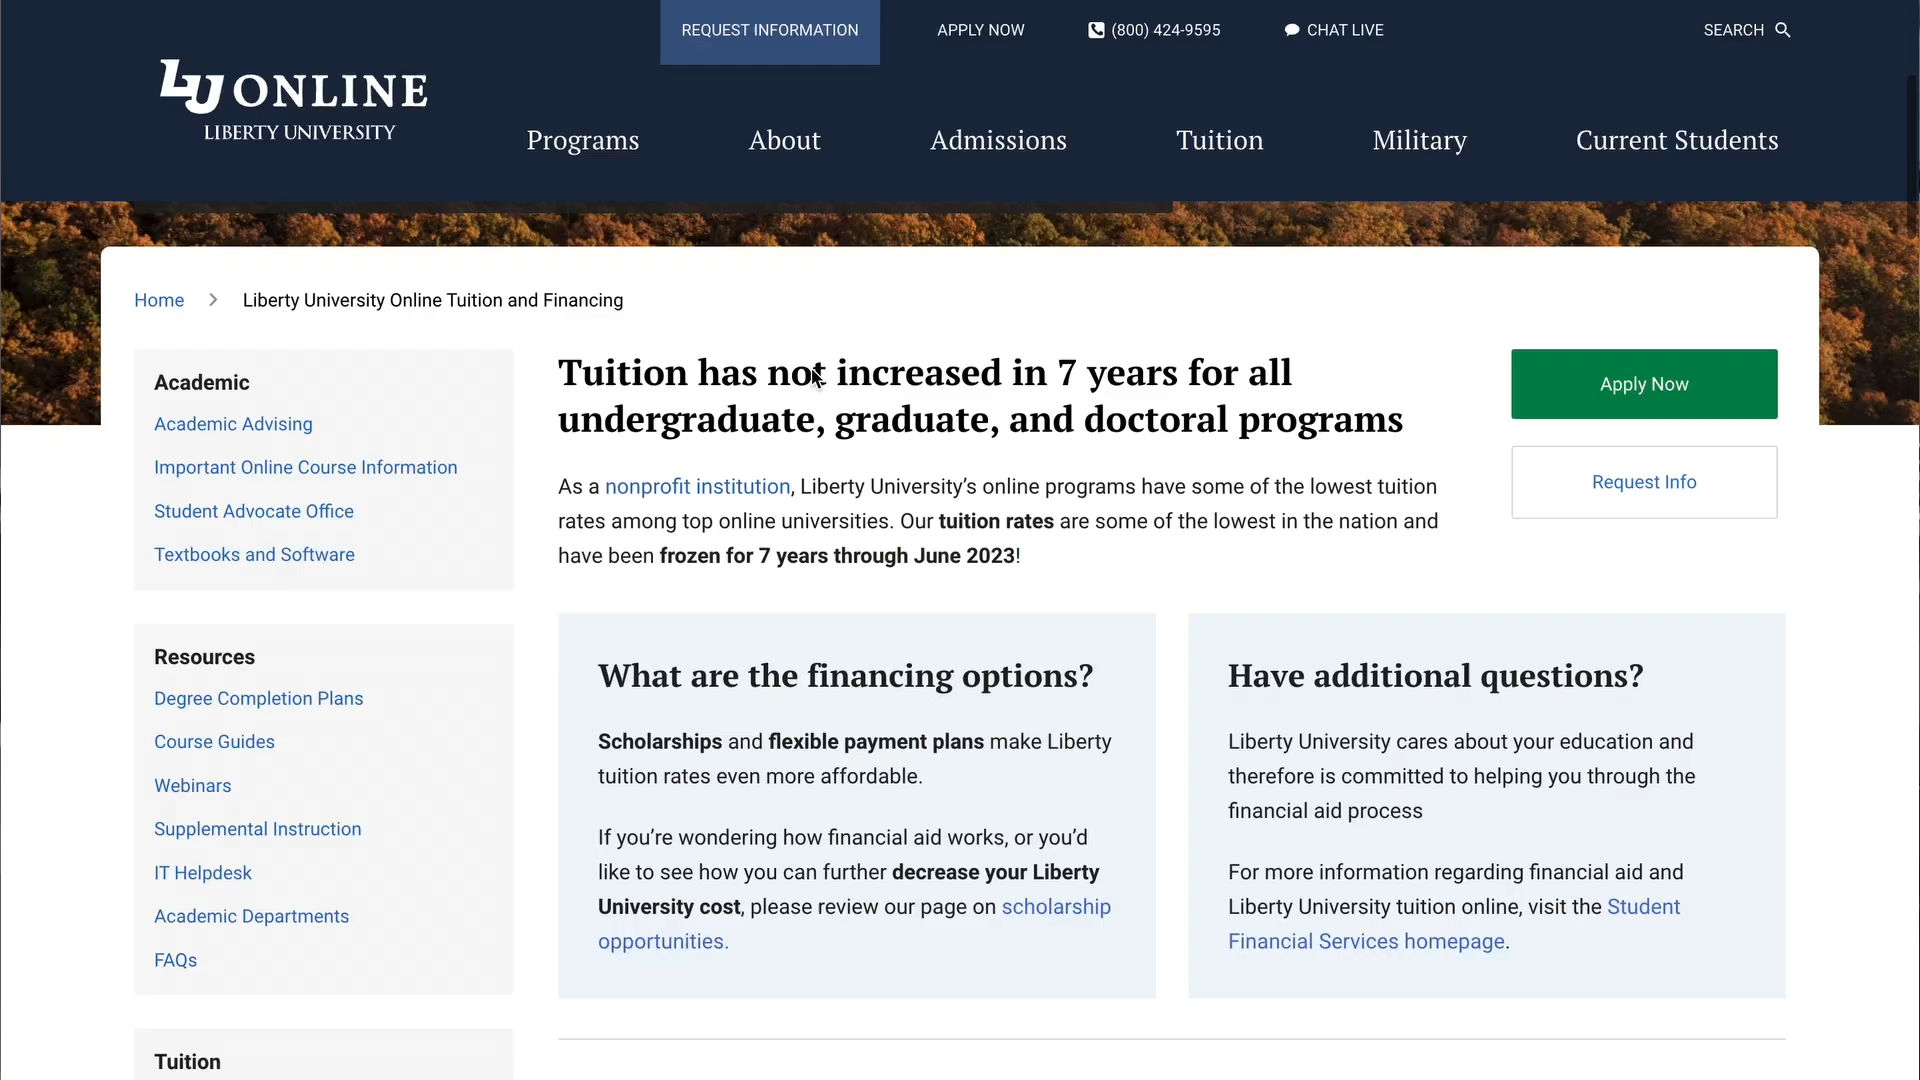 REQUEST INFORMATION
APPLY NOW
(800) 424-9595
CHAT LIVE
SEARCH
LU ONLINE
LIBERTY UNIVERSITY
Programs
About
Admissions
Tuition
Military
Current Students
Home
Liberty University Online Tuition and Financing
Academic
Academic Advising
Important Online Course Information
Student Advocate Office
Textbooks and Software
Resources
Degree Completion Plans
Course Guides
Webinars
Supplemental Instruction
IT Helpdesk
Academic Departments
FAQs
Tuition
Tuition has not increased in 7 years for all
undergraduate, graduate, and doctoral programs
As a nonprofit institution, Liberty University’s online programs have some of the lowest tuition
rates among top online universities. Our tuition rates are some of the lowest in the nation and
have been frozen for 7 years through June 2023!
Apply Now
Request Info
What are the financing options?
Scholarships and flexible payment plans make Liberty
tuition rates even more affordable.
If you’re wondering how financial aid works, or you’d
like to see how you can further decrease your Liberty
University cost, please review our page on scholarship
opportunities.
Have additional questions?
Liberty University cares about your education and
therefore is committed to helping you through the
financial aid process
For more information regarding financial aid and
Liberty University tuition online, visit the Student
Financial Services homepage.